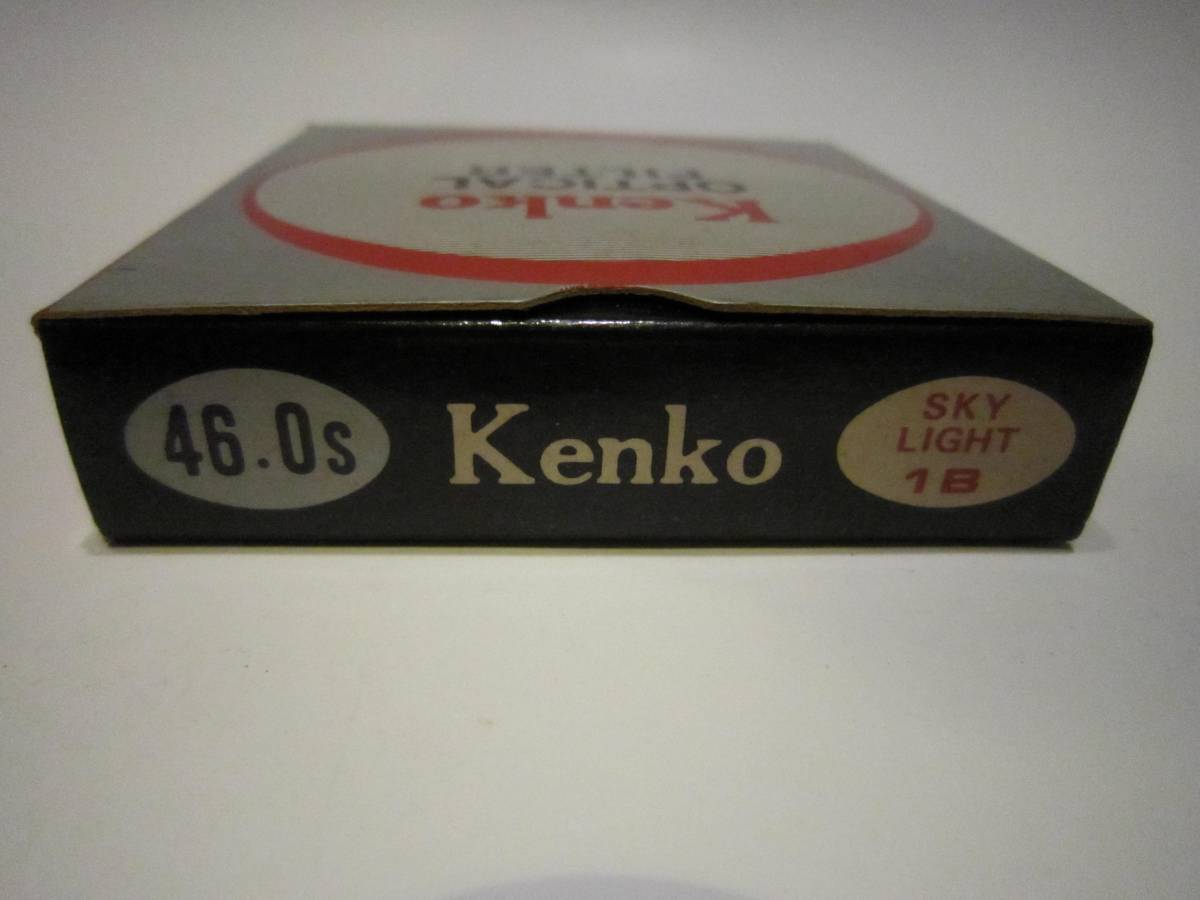 Kenko
OPTICAL
FILTER
46.0s
Kenko
SKY
LIGHT
1B